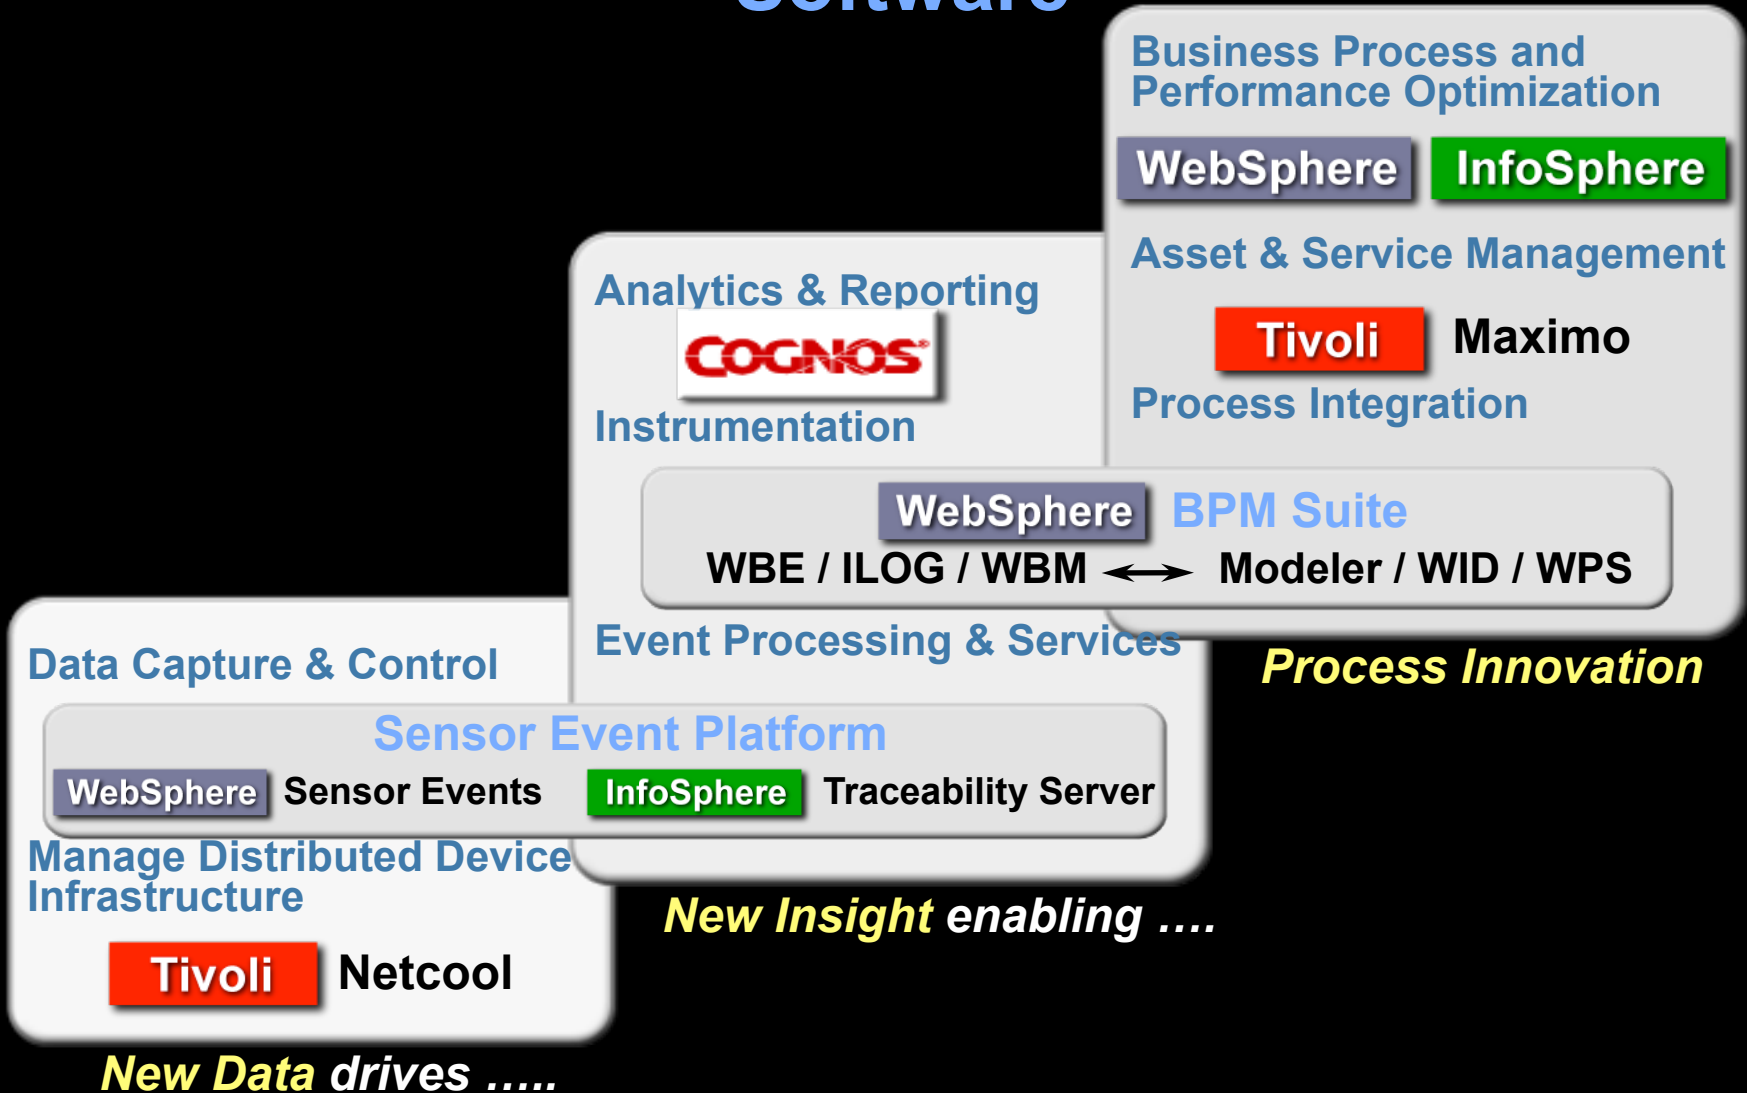 Software
Business Process and
Performance Optimization
WebSphere InfoSphere
Asset & Service Management
Tivoli Maximo
Process Integration
Analytics & Reporting
COGNOS®
Instrumentation
WebSphere BPM Suite
WBE / ILOG / WBM ↔ Modeler / WID / WPS
Event Processing & Services
Process Innovation
Data Capture & Control
Sensor Event Platform
WebSphere Sensor Events InfoSphere Traceability Server
Manage Distributed Device
Infrastructure
Tivoli Netcool
New Insight enabling ….
New Data drives …..